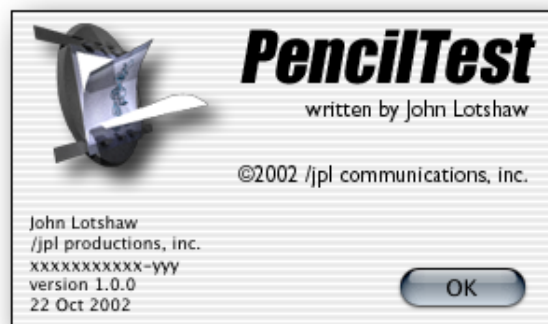 PencilTest
written by John Lotshaw
©2002 /jpl communications, inc.
John Lotshaw
/jpl productions, inc.
xxxxxxxxxxx-yyy
version 1.0.0
22 Oct 2002
OK